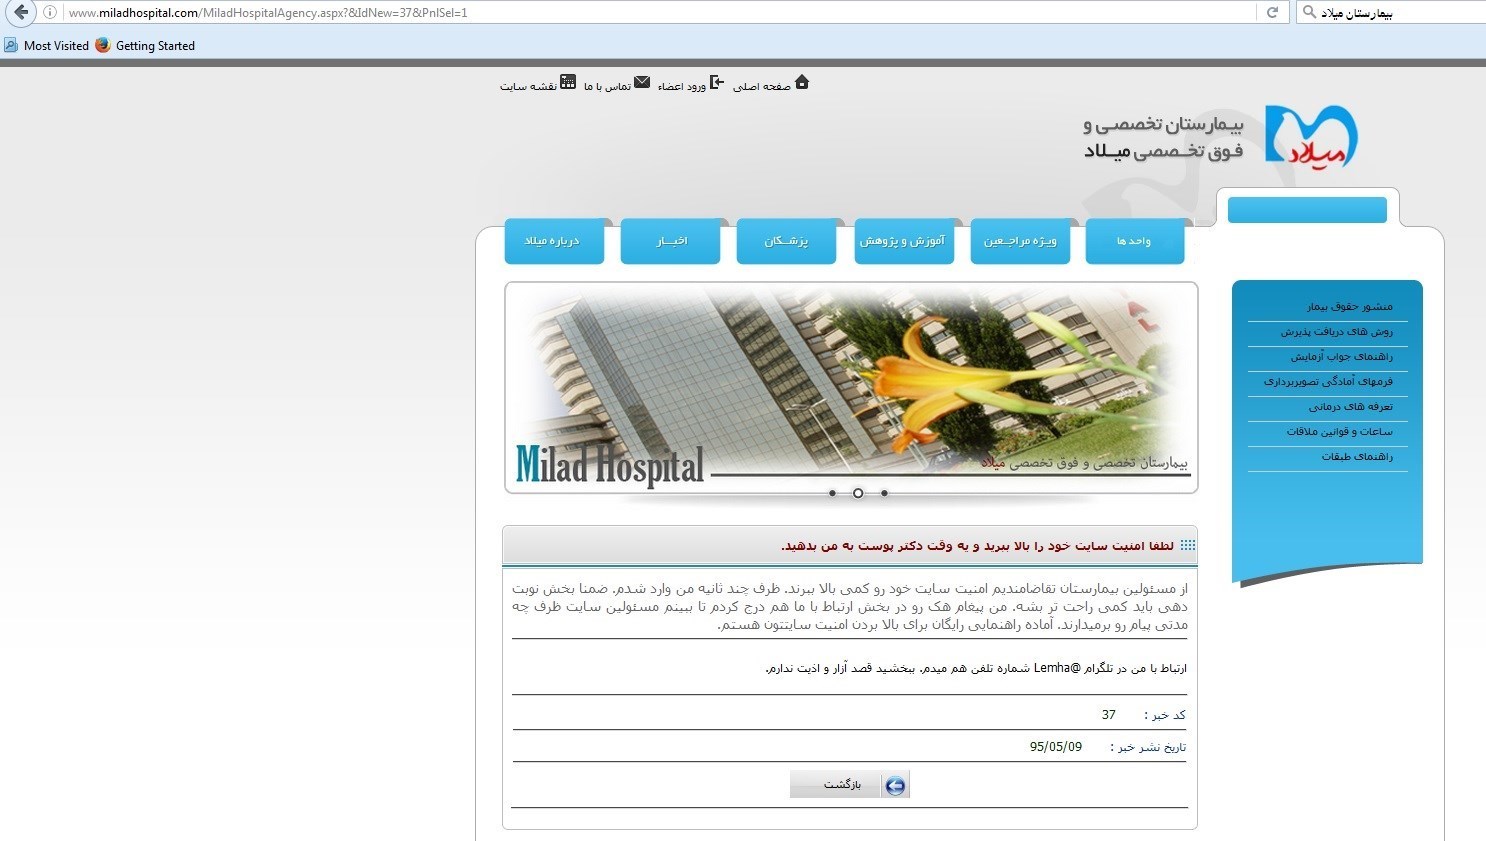 www.miladhospital.com/MiladHospitalAgency.aspx?&IdNew=37&PnlSel=1
بیمارستان میلاد
Most Visited Getting Started
صفحه اصلی ورود اعضاء تماس با ما نقشه سایت
بیمارستان تخصصی و
فوق تخصصی میلاد
میلاد
واحد ها
ویژه مراجعین
آموزش و پژوهش
پزشکان
اخبار
درباره میلاد
منشور حقوق بیمار
روش های دریافت پذیرش
راهنمای جواب آزمایش
فرمهای آمادگی تصویربرداری
تعرفه های درمانی
ساعات و قوانین ملاقات
راهنمای طبقات
بیمارستان تخصصی و فوق تخصصی میلاد
Milad Hospital
لطفا امنیت سایت خود را بالا ببرید و یه وقت دکتر پوست به من بدهید.
از مسئولین بیمارستان تقاضامندیم امنیت سایت خود رو کمی بالا ببرند. ظرف چند ثانیه من وارد شدم. ضمنا بخش نوبت
دهی باید کمی راحت تر بشه. من پیغام هک رو در بخش ارتباط با ما هم درج کردم تا ببینم مسئولین سایت ظرف چه
مدتی پیام رو برمیدارند. آماده راهنمایی رایگان برای بالا بردن امنیت سایتتون هستم.
ارتباط با من در تلگرام @Lemha شماره تلفن هم میدم. ببخشید قصد آزار و اذیت ندارم.
کد خبر : 37
تاریخ نشر خبر : 95/05/09
بازگشت